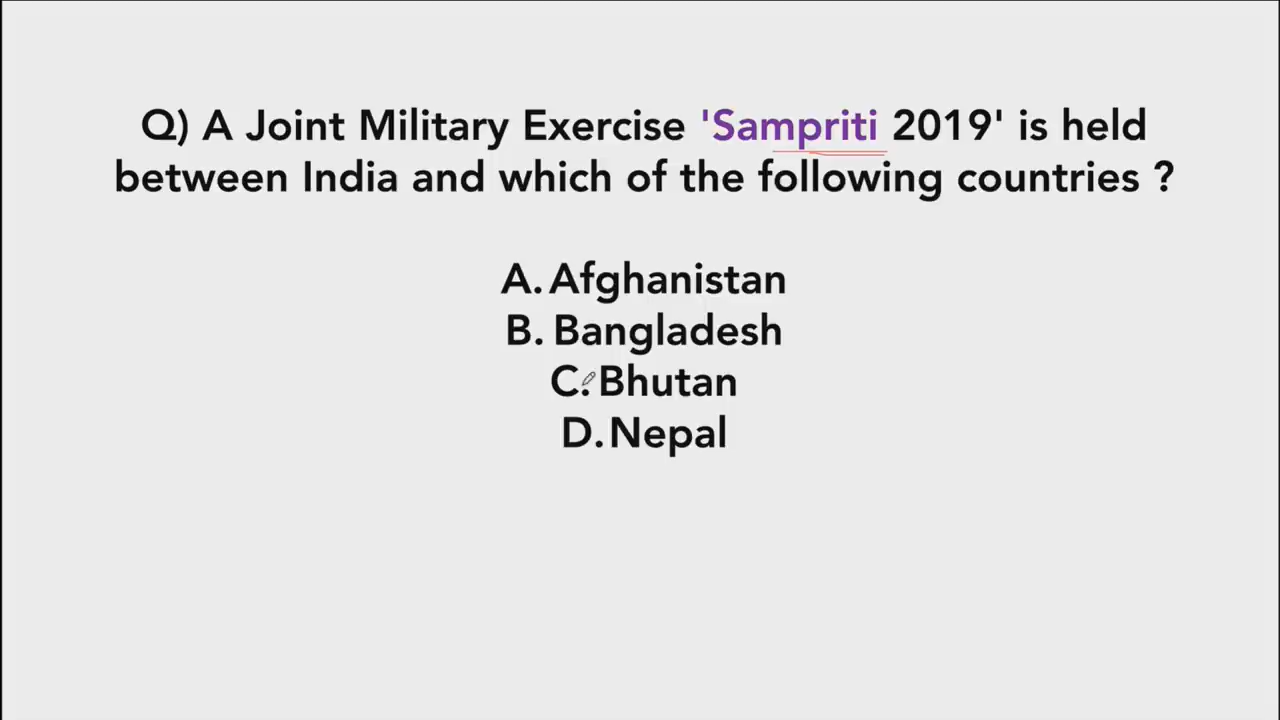 Q) A Joint Military Exercise 'Sampriti 2019' is held
between India and which of the following countries ?
A. Afghanistan
B. Bangladesh
C. Bhutan
D. Nepal